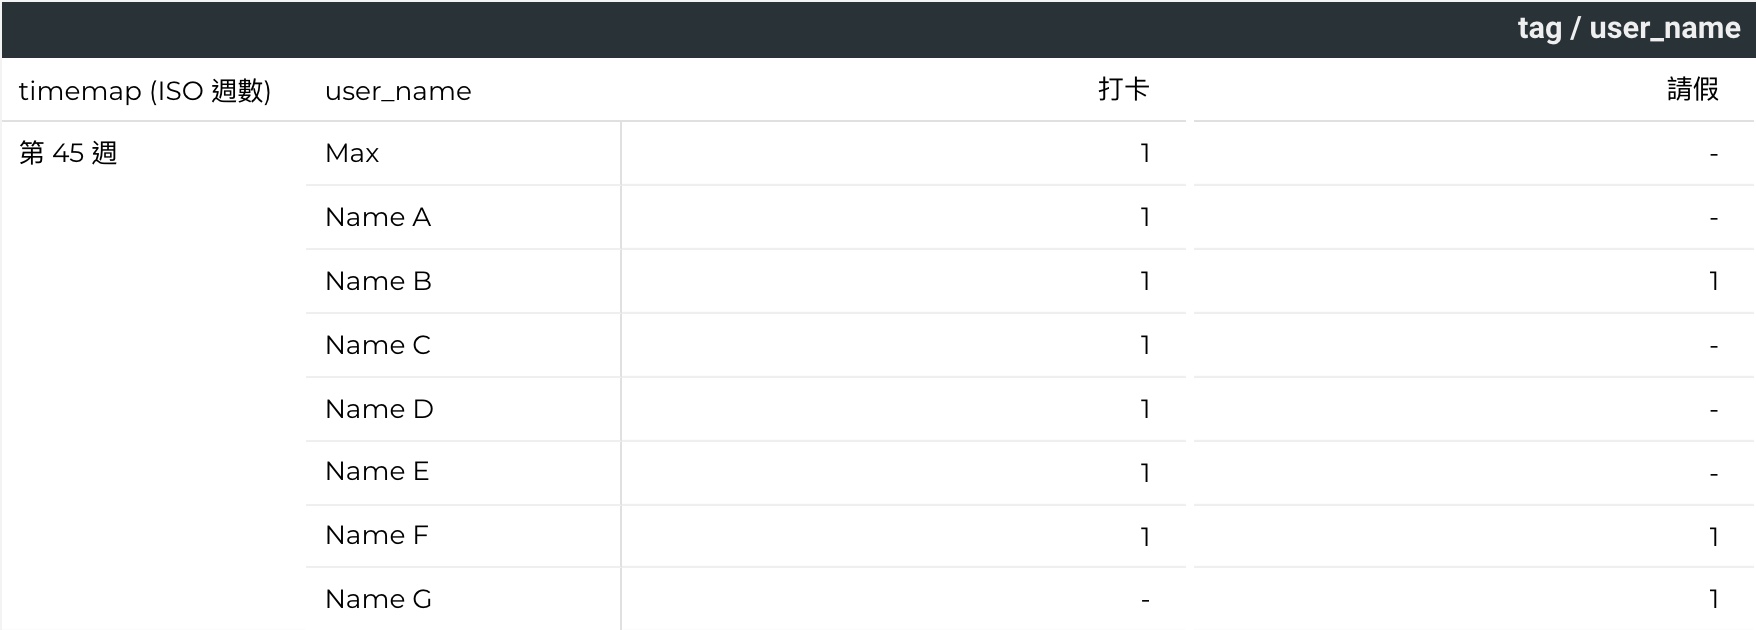 tag / user_name
timemap (ISO 週數) user_name 打卡 請假
第 45 週 Max 1 -
Name A 1 -
Name B 1 1
Name C 1 -
Name D 1 -
Name E 1 -
Name F 1 1
Name G - 1